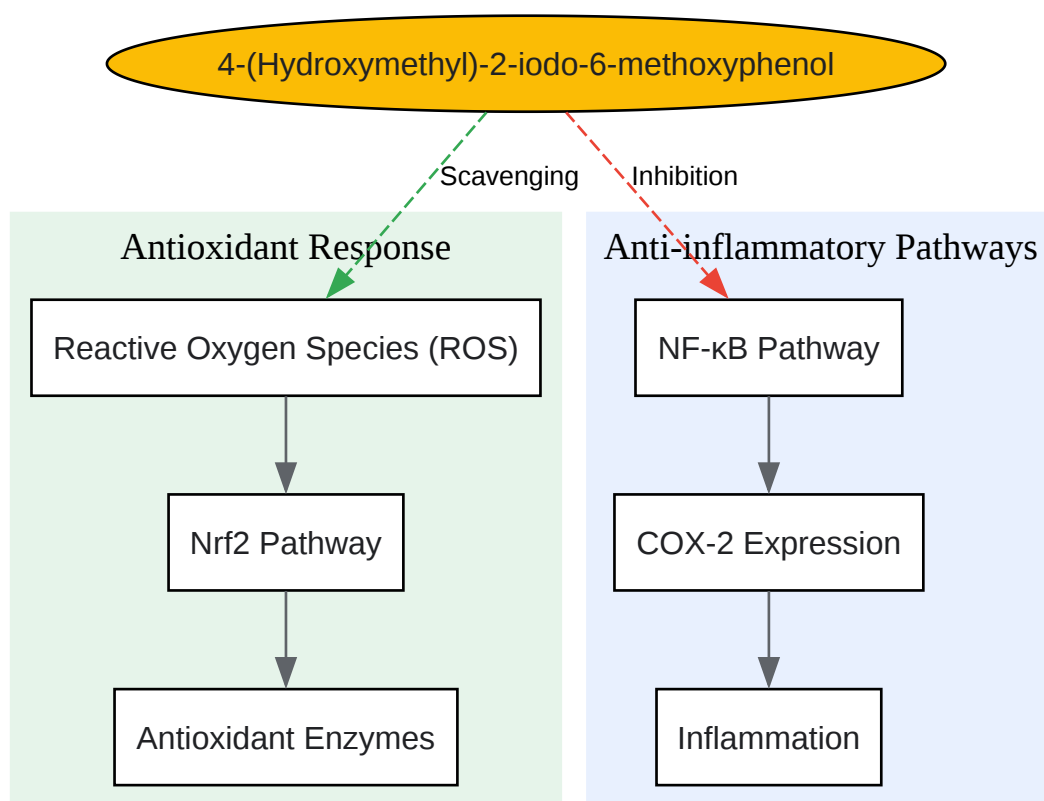 4-(Hydroxymethyl)-2-iodo-6-methoxyphenol
Scavenging
Inhibition
Antioxidant Response
Anti-inflammatory Pathways
Reactive Oxygen Species (ROS)
NF-κB Pathway
Nrf2 Pathway
COX-2 Expression
Antioxidant Enzymes
Inflammation